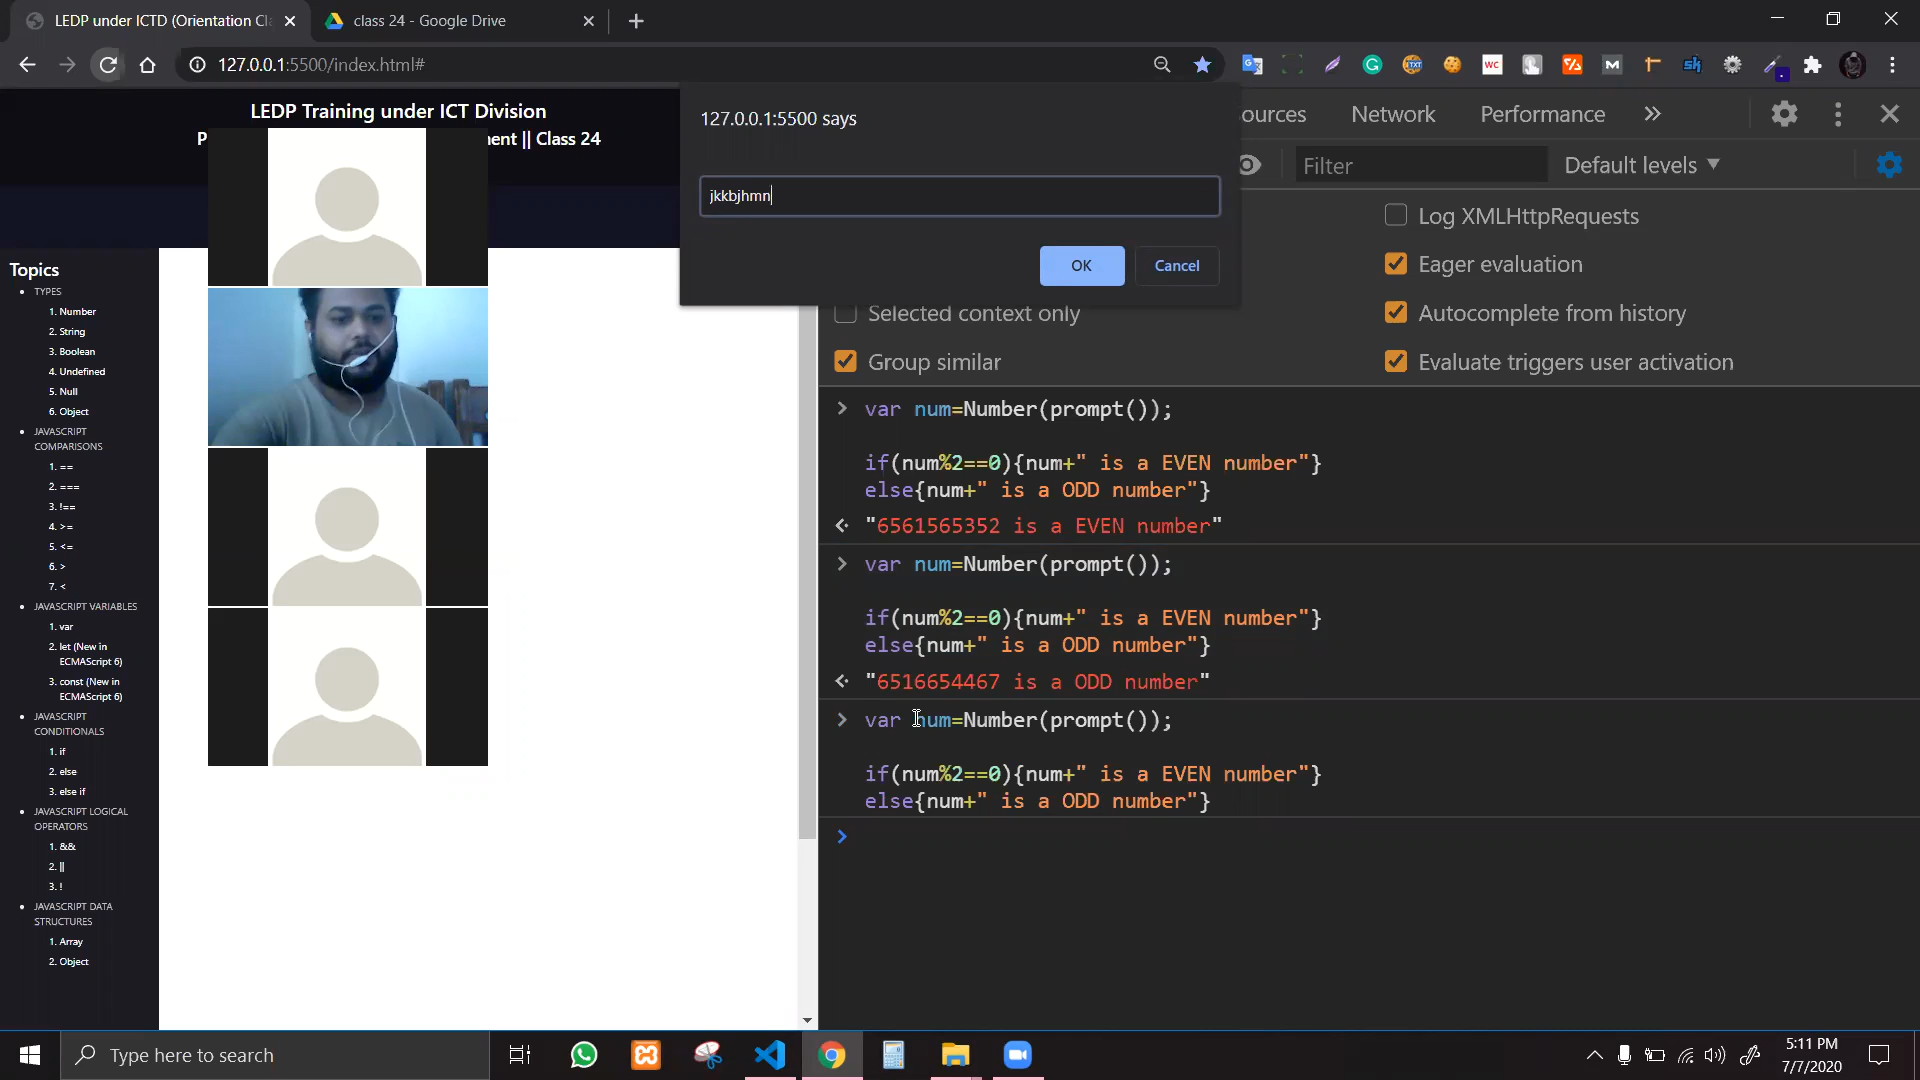 LEDP under ICTD (Orientation Cla
class 24 - Google Drive
127.0.0.1:5500/index.html#
LEDP Training under ICT Division
P
ment || Class 24
127.0.0.1:5500 says
jkkbjhmn
OK
Cancel
ources
Network
Performance
Filter
Default levels
Log XMLHttpRequests
Eager evaluation
Selected context only
Autocomplete from history
Group similar
Evaluate triggers user activation
Topics
TYPES
1. Number
2. String
3. Boolean
4. Undefined
5. Null
6. Object
JAVASCRIPT
COMPARISONS
1. ==
2. ===
3. !==
4. >=
5. <=
6. >
7. <
JAVASCRIPT VARIABLES
1. var
2. let (New in
ECMAScript 6)
3. const (New in
ECMAScript 6)
JAVASCRIPT
CONDITIONALS
1. if
2. else
3. else if
JAVASCRIPT LOGICAL
OPERATORS
1. &&
2. ||
3. !
JAVASCRIPT DATA
STRUCTURES
1. Array
2. Object
var num=Number(prompt());
if(num%2==0){num+" is a EVEN number"}
else{num+" is a ODD number"}
"6561565352 is a EVEN number"
var num=Number(prompt());
if(num%2==0){num+" is a EVEN number"}
else{num+" is a ODD number"}
"6516654467 is a ODD number"
var num=Number(prompt());
if(num%2==0){num+" is a EVEN number"}
else{num+" is a ODD number"}
Type here to search
5:11 PM
7/7/2020